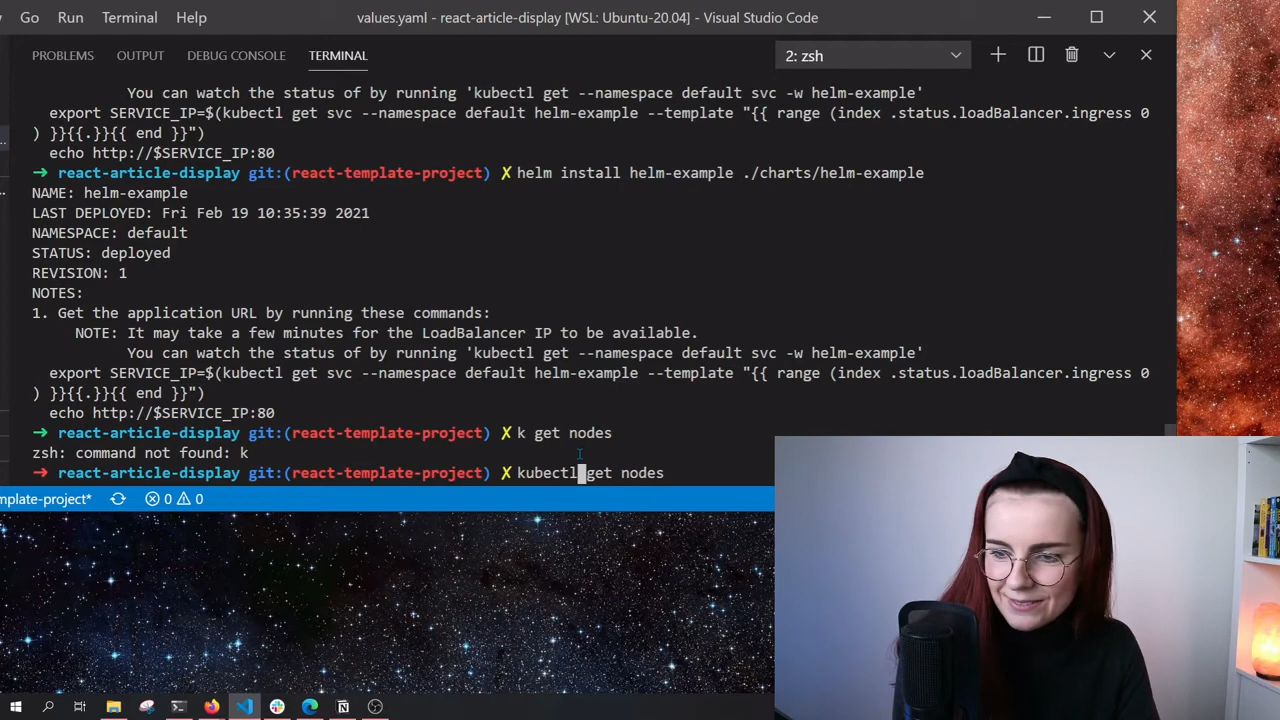 Go Run Terminal Help values.yaml - react-article-display [WSL: Ubuntu-20.04] - Visual Studio Code
PROBLEMS OUTPUT DEBUG CONSOLE TERMINAL 2: zsh
You can watch the status of by running 'kubectl get --namespace default svc -w helm-example'
export SERVICE_IP=$(kubectl get svc --namespace default helm-example --template "{{ range (index .status.loadBalancer.ingress 0
) }}{{.}}{{ end }}")
echo http://$SERVICE_IP:80
➜ react-article-display git:(react-template-project) ✗ helm install helm-example ./charts/helm-example
NAME: helm-example
LAST DEPLOYED: Fri Feb 19 10:35:39 2021
NAMESPACE: default
STATUS: deployed
REVISION: 1
NOTES:
1. Get the application URL by running these commands:
NOTE: It may take a few minutes for the LoadBalancer IP to be available.
You can watch the status of by running 'kubectl get --namespace default svc -w helm-example'
export SERVICE_IP=$(kubectl get svc --namespace default helm-example --template "{{ range (index .status.loadBalancer.ingress 0
) }}{{.}}{{ end }}")
echo http://$SERVICE_IP:80
➜ react-article-display git:(react-template-project) ✗ k get nodes
zsh: command not found: k
➜ react-article-display git:(react-template-project) ✗ kubectl get nodes
mplate-project* 0 0